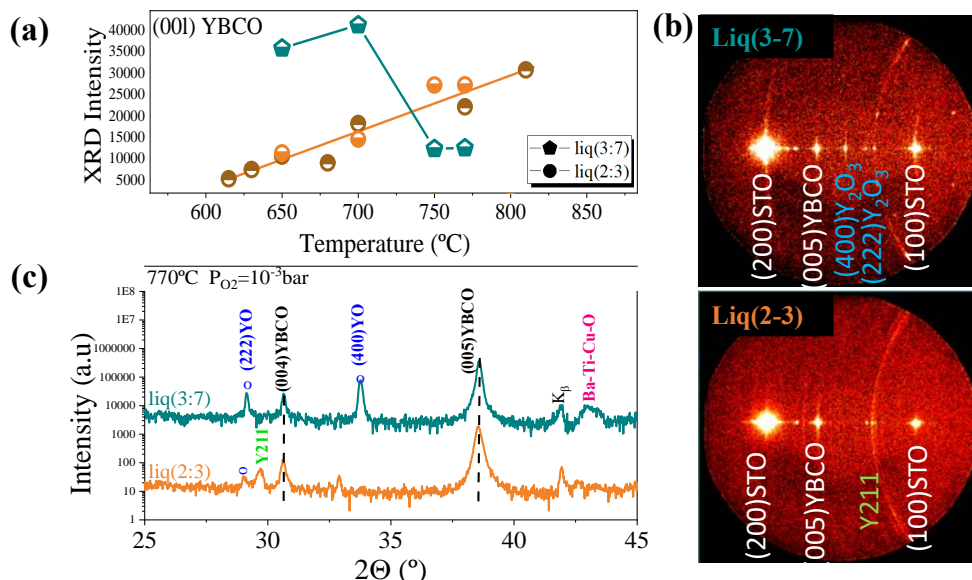 (a)
(00l) YBCO
XRD Intensity
40000
35000
30000
25000
20000
15000
10000
5000
liq(3:7)
liq(2:3)
600
650
700
750
800
850
Temperature (ºC)
(b)
Liq(3-7)
(200)STO
(005)YBCO
(400)Y₂O₃
(222)Y₂O₃
(100)STO
Liq(2-3)
(200)STO
(005)YBCO
Y211
(100)STO
(c)
770ºC P_O2=10⁻³bar
Intensity (a.u)
1E8
1E7
1000000
100000
10000
1000
100
10
1
(222)YO
(004)YBCO
(400)YO
(005)YBCO
Kβ
Ba-Ti-Cu-O
liq(3:7)
Y211
liq(2:3)
25
30
35
40
45
2Θ (º)